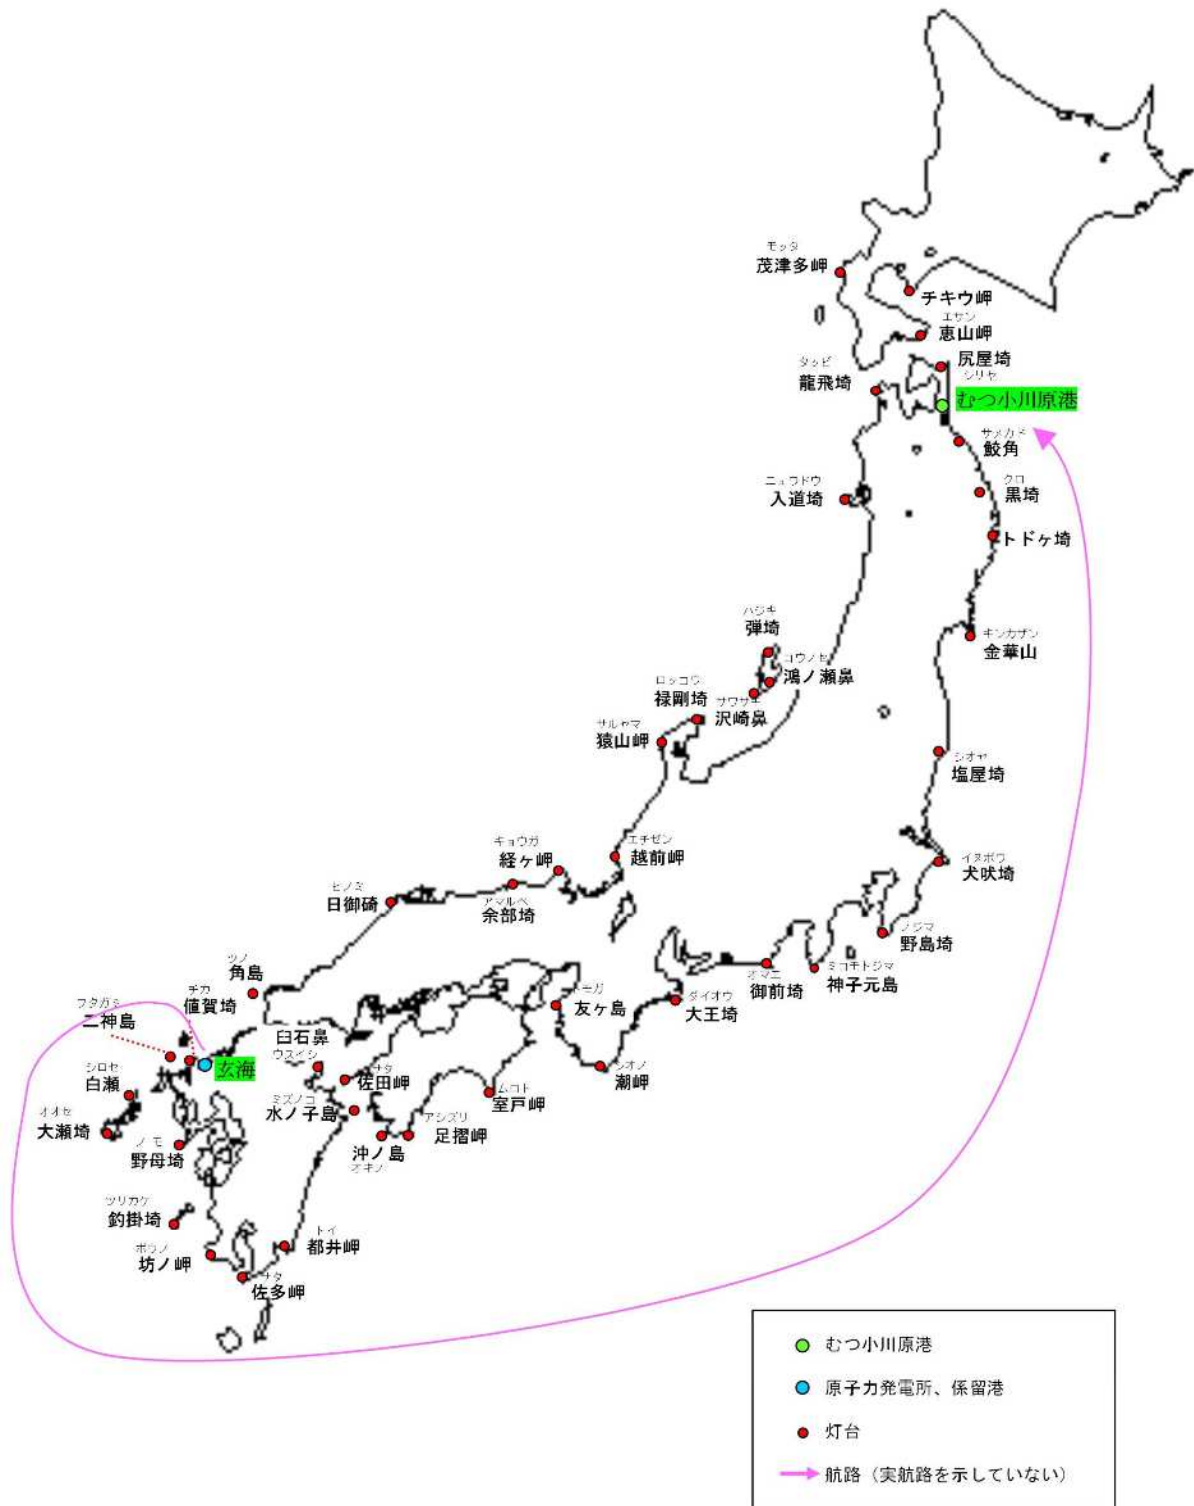 モッタ
茂津多岬
チキウ岬
エサン
恵山岬
尻屋埼
シリヤ
タッピ
龍飛埼
むつ小川原港
サメカド
鮫角
ニュウドウ
入道埼
クロ
黒埼
トドヶ埼
ハジキ
弾埼
キンカザン
金華山
コウノセ
鴻ノ瀬鼻
ロッコウ
禄剛埼
サワサキ
沢崎鼻
サルヤマ
猿山岬
シオヤ
塩屋埼
キョウガ
経ヶ岬
エチゼン
越前岬
イヌボウ
犬吠埼
ヒノミ
日御碕
アマルベ
余部埼
ノジマ
野島埼
ミコモトジマ
神子元島
オマエ
御前埼
ダイオウ
大王埼
トモガ
友ヶ島
ツノ
角島
チカ
値賀埼
フタガミ
二神島
臼石鼻
ウスイシ
玄海
シロセ
白瀬
サタ
佐田岬
シオノ
潮岬
ムロト
室戸岬
ミズノコ
水ノ子島
アシズリ
足摺岬
オオセ
大瀬埼
ノモ
野母埼
沖ノ島
オキノ
ツリカケ
釣掛埼
トイ
都井岬
ボウノ
坊ノ岬
サタ
佐多岬
むつ小川原港
原子力発電所、係留港
灯台
航路（実航路を示していない）